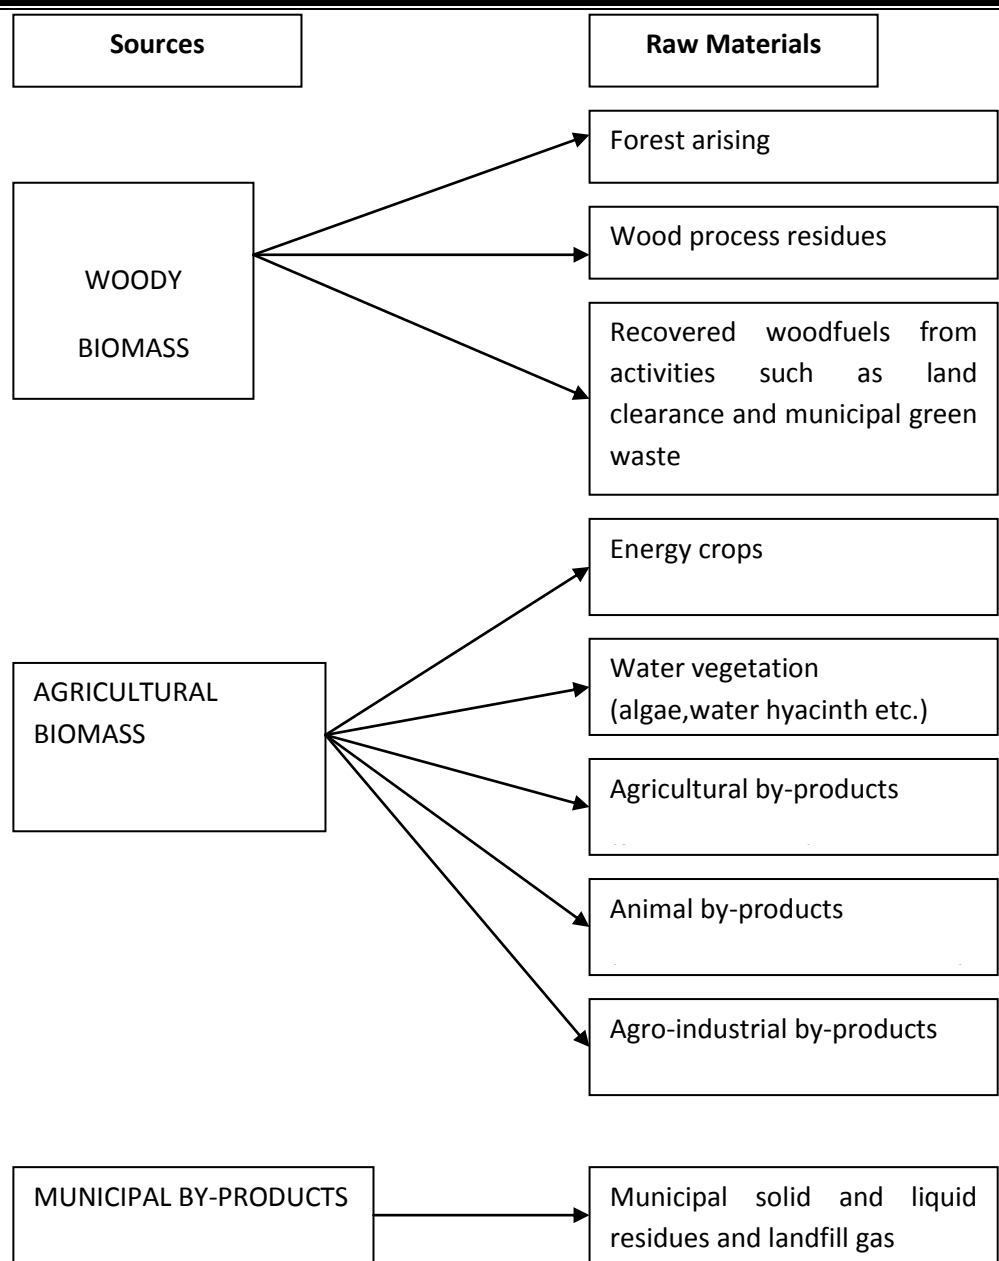 Sources
Raw Materials
Forest arising
Wood process residues
WOODY
BIOMASS
Recovered woodfuels from
activities such as land
clearance and municipal green
waste
Energy crops
Water vegetation
(algae,water hyacinth etc.)
AGRICULTURAL
BIOMASS
Agricultural by-products
Animal by-products
Agro-industrial by-products
MUNICIPAL BY-PRODUCTS
Municipal solid and liquid
residues and landfill gas